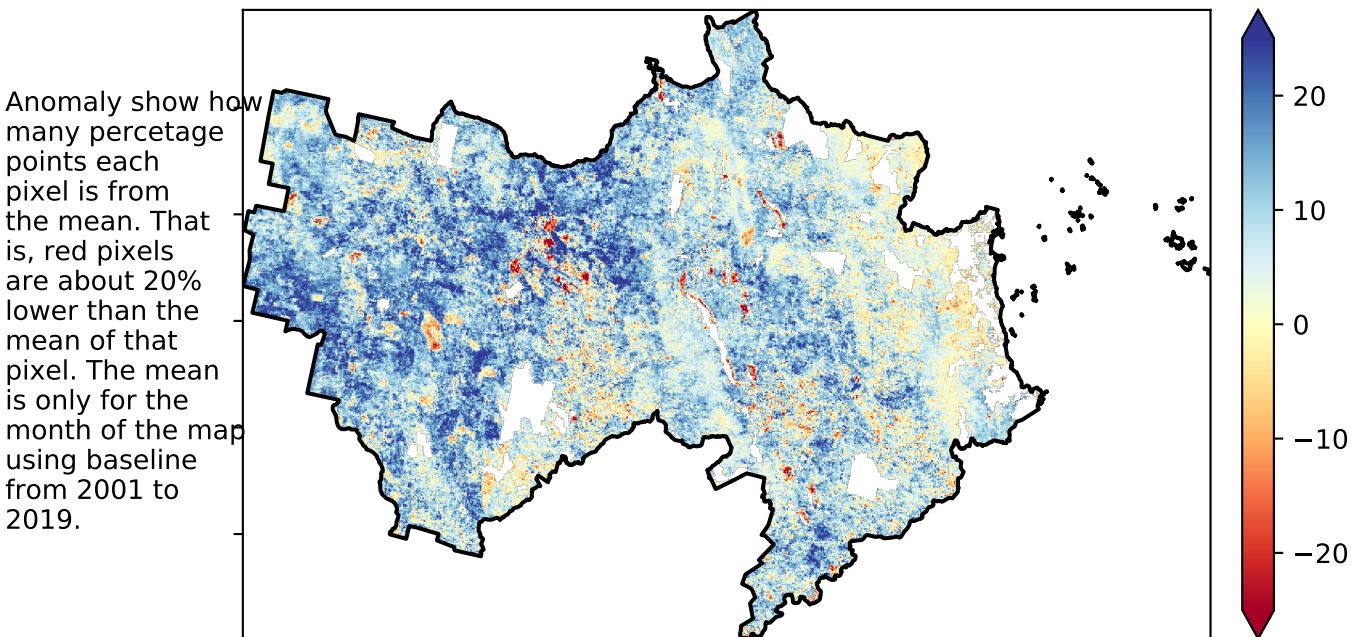 Anomaly show how
many percetage
points each
pixel is from
the mean. That
is, red pixels
are about 20%
lower than the
mean of that
pixel. The mean
is only for the
month of the map
using baseline
from 2001 to
2019.
20
10
0
−10
−20